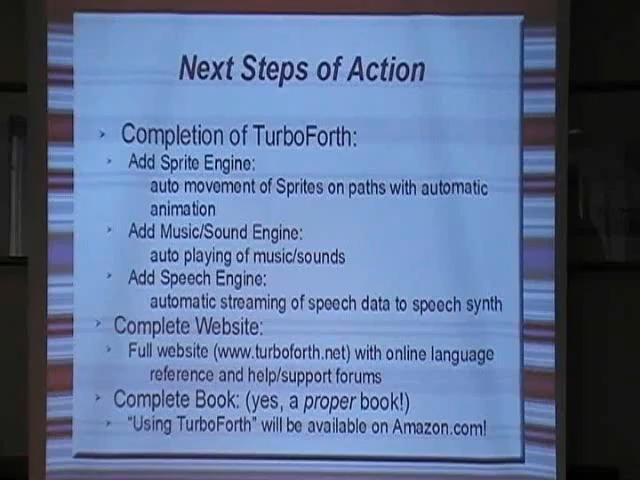 Next Steps of Action
Completion of TurboForth:
Add Sprite Engine:
auto movement of Sprites on paths with automatic
animation
Add Music/Sound Engine:
auto playing of music/sounds
Add Speech Engine:
automatic streaming of speech data to speech synth
Complete Website:
Full website (www.turboforth.net) with online language
reference and help/support forums
Complete Book: (yes, a proper book!)
"Using TurboForth" will be available on Amazon.com!